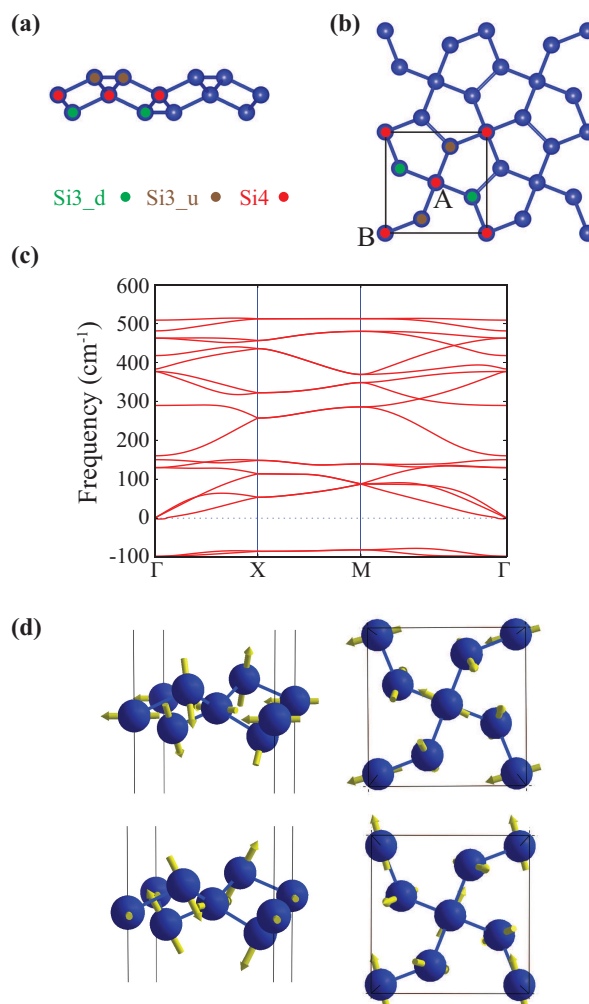 (a)
(b)
Si3_d Si3_u Si4
A
B
(c)
600
500
400
300
200
100
0
-100
Frequency (cm-1)
Γ X M Γ
(d)